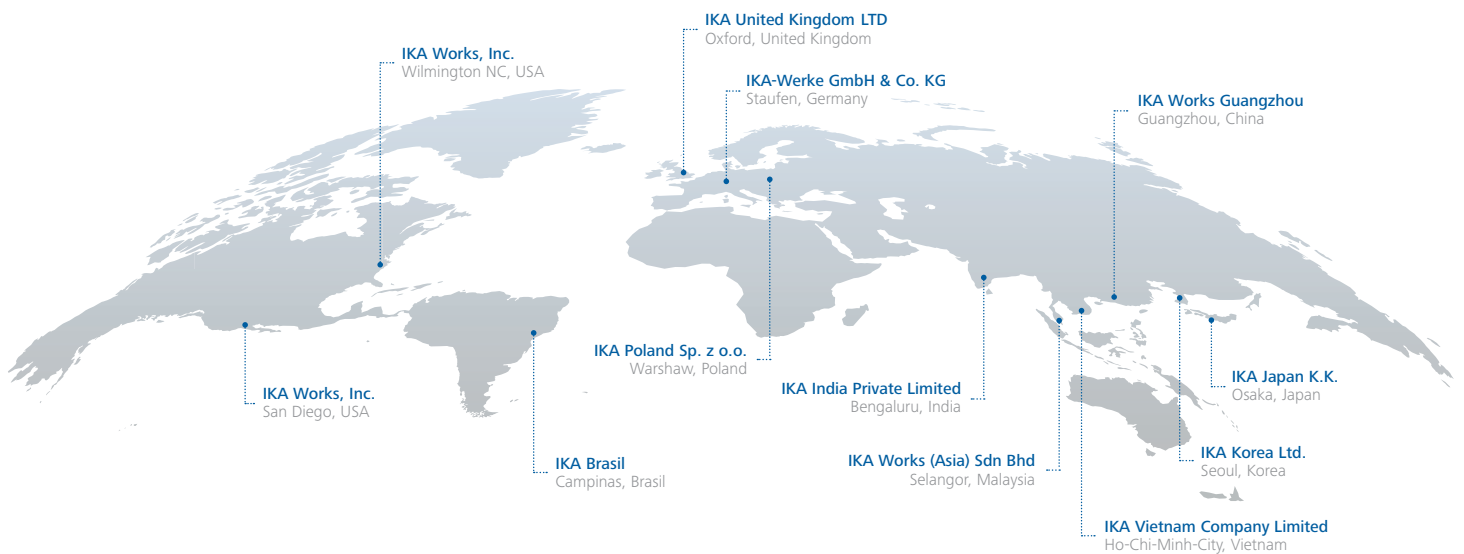 IKA United Kingdom LTD
Oxford, United Kingdom
IKA Works, Inc.
Wilmington NC, USA
IKA-Werke GmbH & Co. KG
Staufen, Germany
IKA Works Guangzhou
Guangzhou, China
IKA Poland Sp. z o.o.
Warshaw, Poland
IKA India Private Limited
Bengaluru, India
IKA Japan K.K.
Osaka, Japan
IKA Works, Inc.
San Diego, USA
IKA Brasil
Campinas, Brasil
IKA Works (Asia) Sdn Bhd
Selangor, Malaysia
IKA Korea Ltd.
Seoul, Korea
IKA Vietnam Company Limited
Ho-Chi-Minh-City, Vietnam